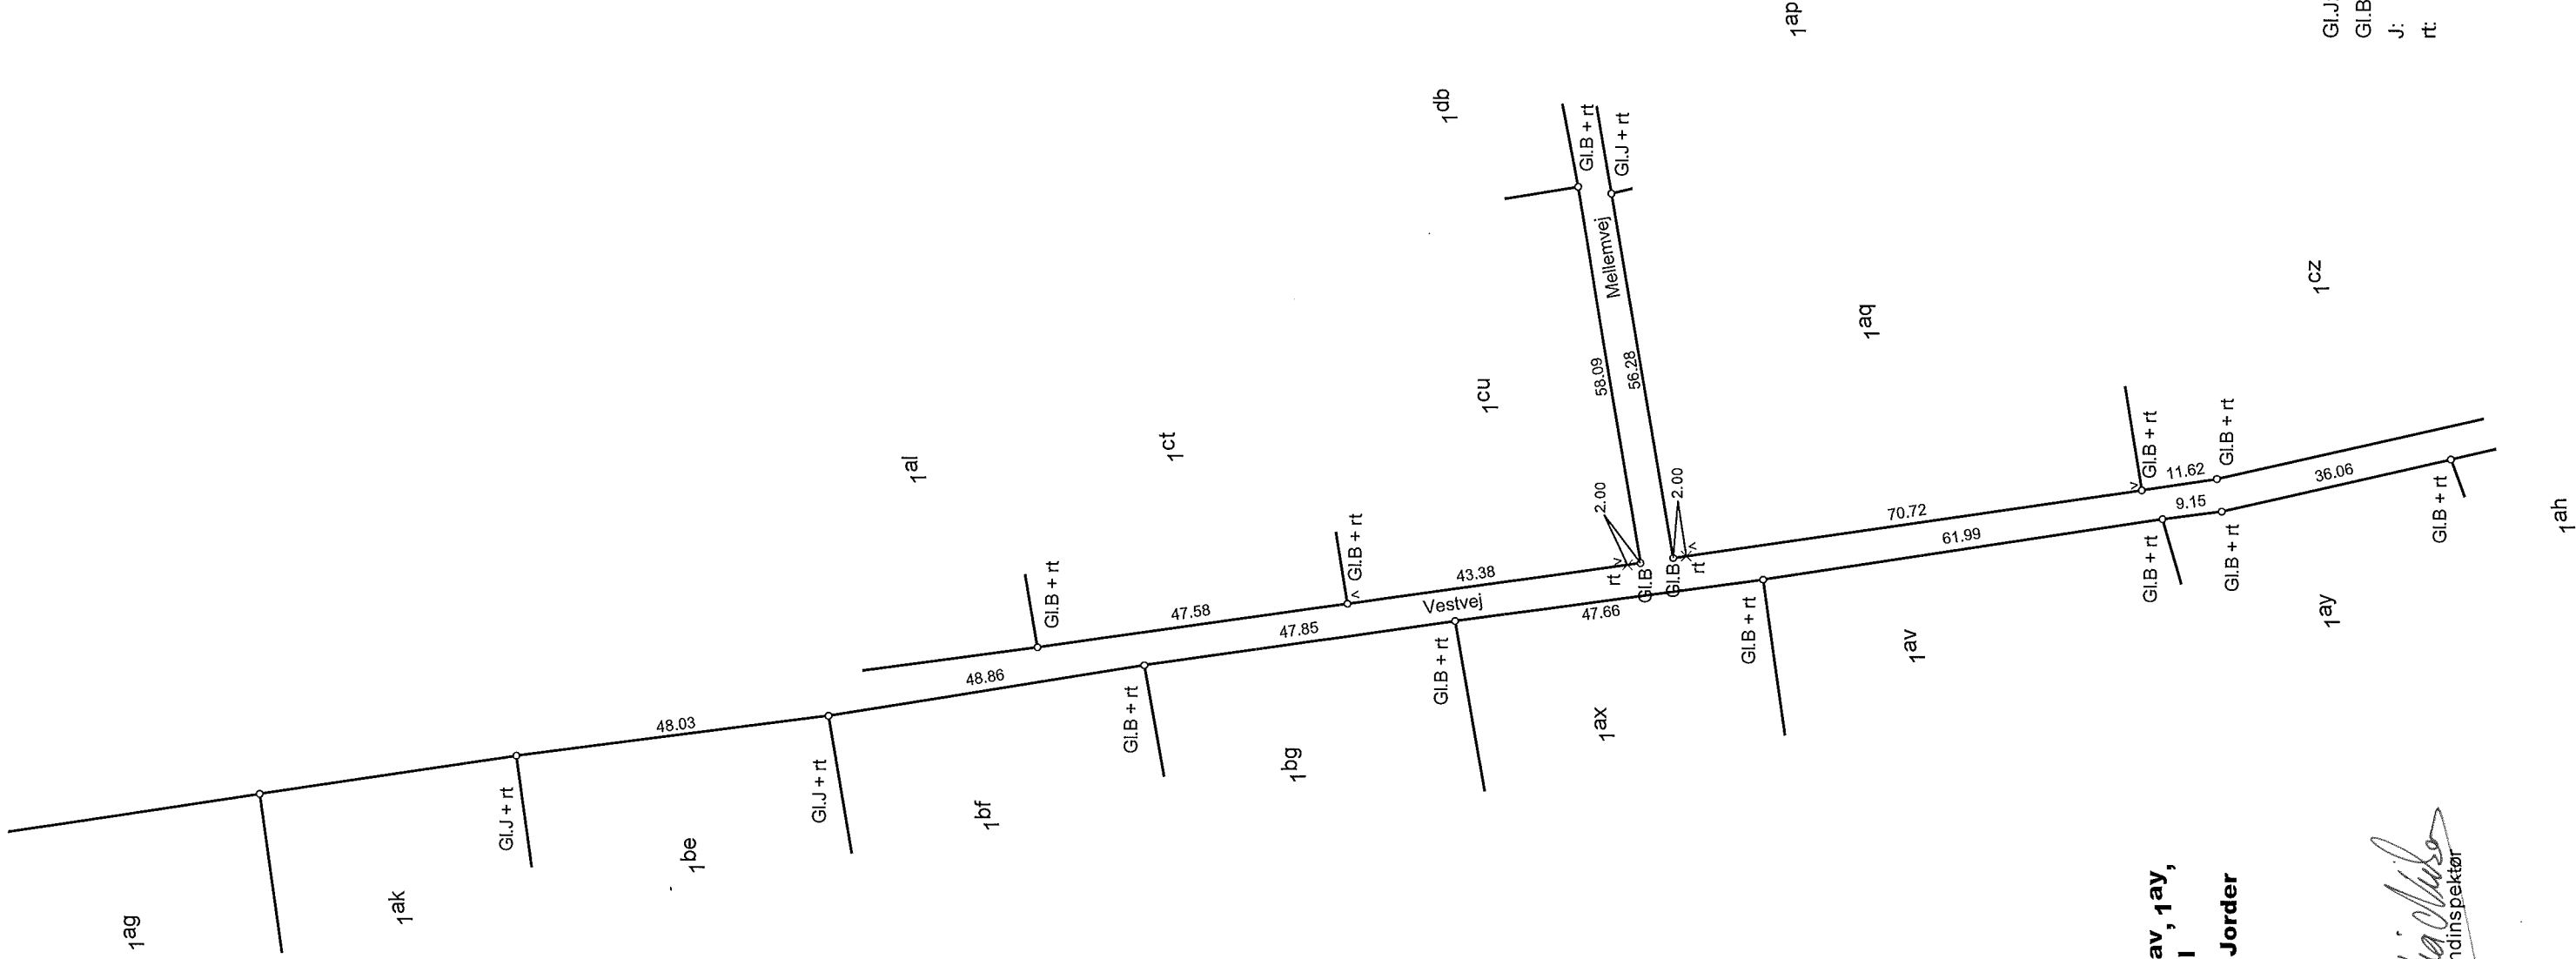 1ag
1ak
1be
1bf
1bg
1ax
1av
1ay
1ah
1al
1ct
1cu
1db
1ap
1aq
1cz
Gl.J + rt
48.03
Gl.J + rt
48.86
Gl.B + rt
47.85
Gl.B + rt
47.66
Gl.B + rt
61.99
Gl.B + rt
9.15
Gl.B + rt
36.06
Gl.B + rt
Gl.B + rt
47.58
Gl.B + rt
43.38
Vestvej
rt
2.00
Gl.B
Gl.B
2.00
rt
58.09
56.28
Mellemvej
Gl.B + rt
Gl.J + rt
70.72
Gl.B + rt
11.62
Gl.B + rt
Gl.J
Gl.B
J:
rt:
av, 1ay,
l
Jorder
ndinspektør